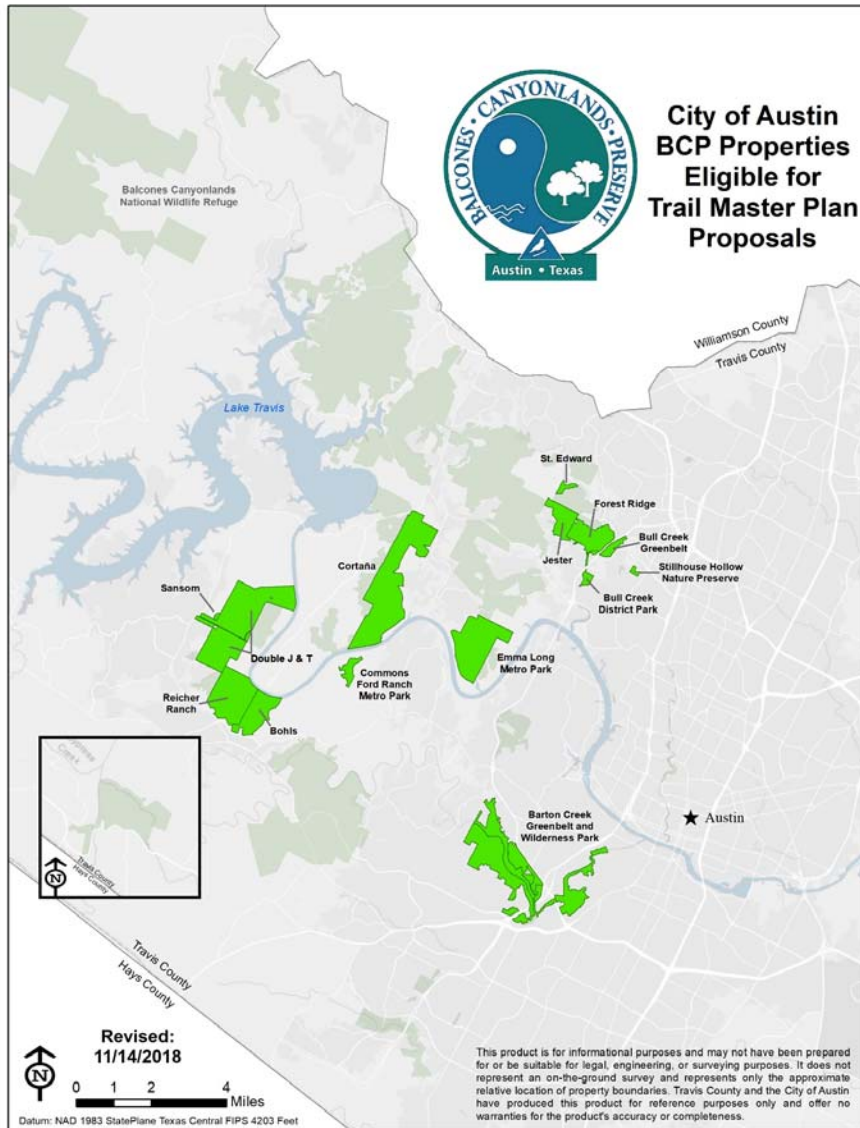 BALCONES • CANYONLANDS • PRESERVE
Austin • Texas
City of Austin
BCP Properties
Eligible for
Trail Master Plan
Proposals
Balcones Canyonlands
National Wildlife Refuge
Williamson County
Travis County
Lake Travis
St. Edward
Forest Ridge
Bull Creek
Greenbelt
Jester
Stillhouse Hollow
Nature Preserve
Bull Creek
District Park
Cortaña
Sansom
Double J & T
Emma Long
Metro Park
Commons
Ford Ranch
Metro Park
Reicher
Ranch
Bohls
Barton Creek
Greenbelt and
Wilderness Park
Austin
Cypress
Creek
Travis County
Hays County
N
Travis County
Hays County
Revised:
11/14/2018
N
0 1 2 4
Miles
Datum: NAD 1983 StatePlane Texas Central FIPS 4203 Feet
This product is for informational purposes and may not have been prepared
for or be suitable for legal, engineering, or surveying purposes. It does not
represent an on-the-ground survey and represents only the approximate
relative location of property boundaries. Travis County and the City of Austin
have produced this product for reference purposes only and offer no
warranties for the product's accuracy or completeness.